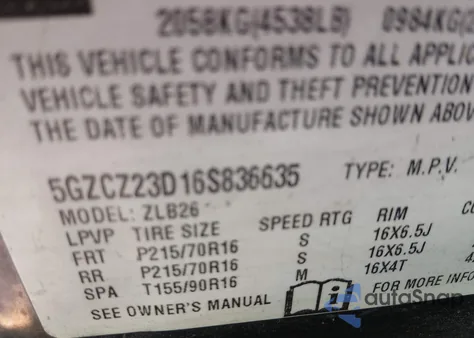 2058KG(4538LB) 0984KG(2
THIS VEHICLE CONFORMS TO ALL APPLIC
VEHICLE SAFETY AND THEFT PREVENTION
THE DATE OF MANUFACTURE SHOWN ABOV
5GZCZ23D16S836635 TYPE: M.P.V.
MODEL: ZLB26
LPVP TIRE SIZE SPEED RTG RIM
FRT P215/70R16 S 16X6.5J
RR P215/70R16 S 16X6.5J
SPA T155/90R16 M 16X4T
SEE OWNER'S MANUAL i FOR MORE INFO
autoSnap